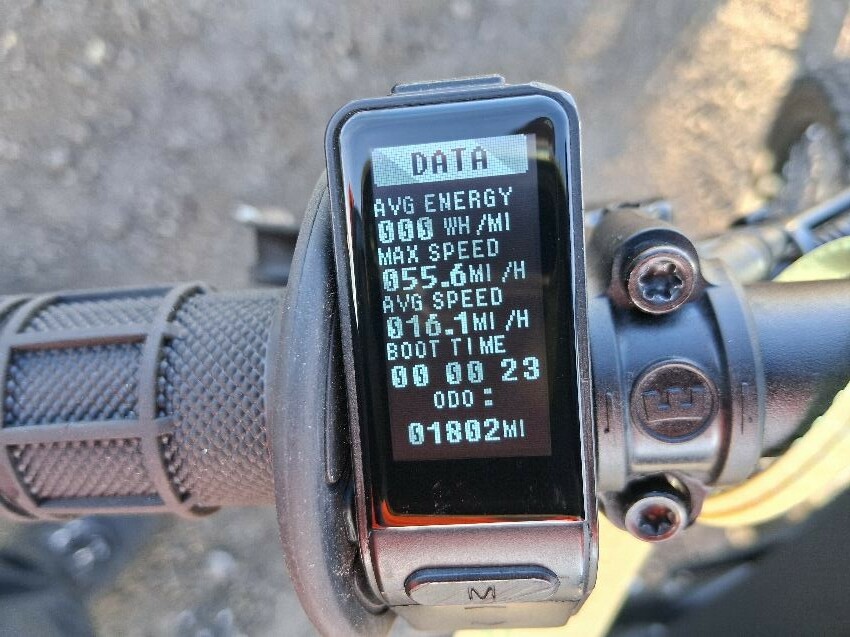 DATA
AVG ENERGY
000 WH/MI
MAX SPEED
055.6MI/H
AVG SPEED
016.1MI/H
BOOT TIME
00 00 23
ODO:
01802MI
M